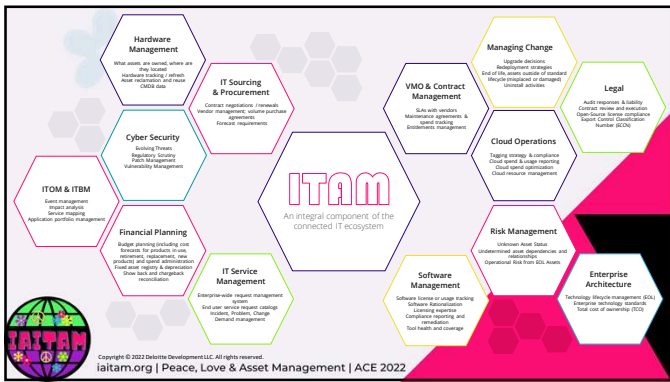 Hardware
Management
What assets are owned, where are
they located
Hardware tracking / refresh
Asset reclamation and reuse
CMDB data
IT Sourcing
& Procurement
Contract negotiations / renewals
Vendor management; volume purchase
agreements
Forecast requirements
Cyber Security
Evolving Threats
Regulatory Scrutiny
Patch Management
Vulnerability Management
ITOM & ITBM
Event management
Impact analysis
Service mapping
Application portfolio management
Financial Planning
Budget planning (including cost
forecasts for products in use,
retirement, replacement, new
products) and spend administration
Fixed asset registry & depreciation
Show back and chargeback
reconciliation
IT Service
Management
Enterprise-wide request management
system
End user service request catalogs
Incident, Problem, Change
Demand management
ITAM
An integral component of the
connected IT ecosystem
VMO & Contract
Management
SLAs with vendors
Maintenance agreements &
spend tracking
Entitlements management
Managing Change
Upgrade decisions
Redeployment strategies
End of life, assets outside of standard
lifecycle (misplaced or damaged)
Uninstall activities
Legal
Audit responses & liability
Contract review and execution
Open-Source license compliance
Export Control Classification
Number (ECCN)
Cloud Operations
Tagging strategy & compliance
Cloud spend & usage reporting
Cloud spend optimization
Cloud resource management
Risk Management
Unknown Asset Status
Undetermined asset dependencies and
relationships
Operational Risk from EOL Assets
Software
Management
Software license or usage tracking
Software Rationalization
Licensing expertise
Compliance reporting and
remediation
Tool health and coverage
Enterprise
Architecture
Technology lifecycle management (EOL)
Enterprise technology standards
Total cost of ownership (TCO)
IAITAM
Copyright © 2022 Deloitte Development LLC. All rights reserved.
iaitam.org | Peace, Love & Asset Management | ACE 2022